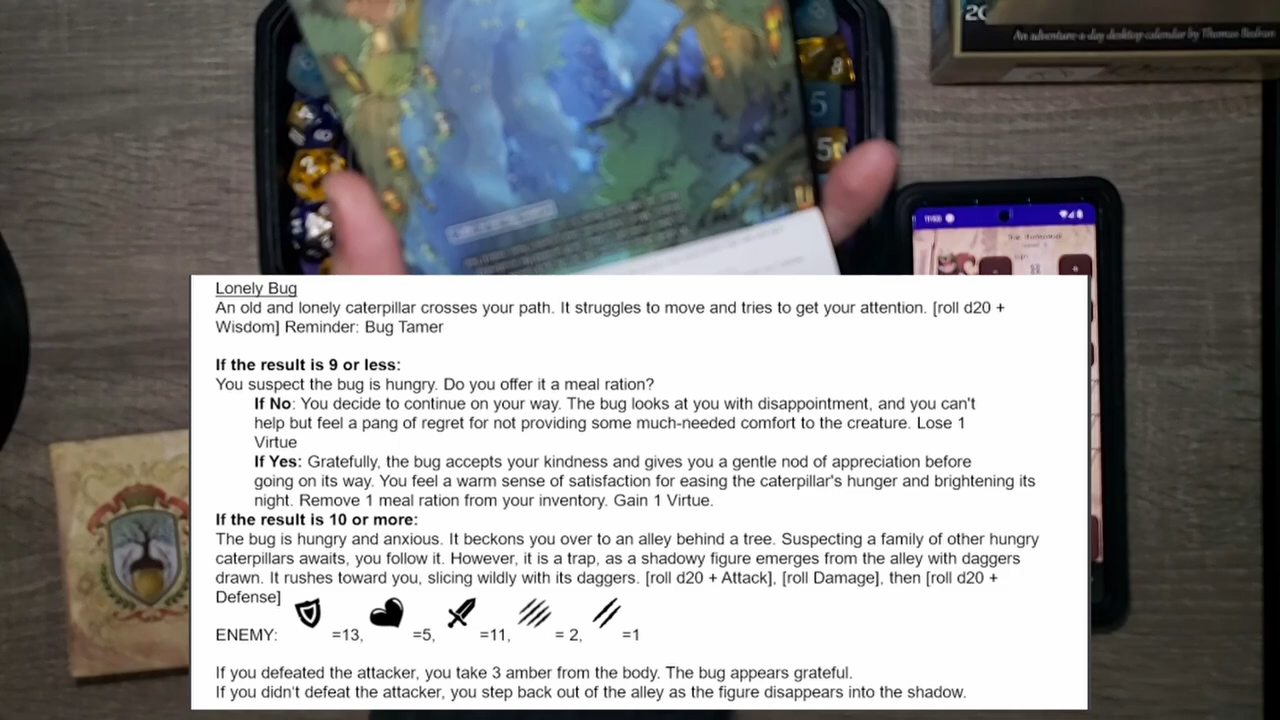 20
An adventure-a-day desktop calendar by Thomas
8
5
5
2
Lonely Bug
An old and lonely caterpillar crosses your path. It struggles to move and tries to get your attention. [roll d20 +
Wisdom] Reminder: Bug Tamer
If the result is 9 or less:
You suspect the bug is hungry. Do you offer it a meal ration?
If No: You decide to continue on your way. The bug looks at you with disappointment, and you can't
help but feel a pang of regret for not providing some much-needed comfort to the creature. Lose 1
Virtue
If Yes: Gratefully, the bug accepts your kindness and gives you a gentle nod of appreciation before
going on its way. You feel a warm sense of satisfaction for easing the caterpillar's hunger and brightening its
night. Remove 1 meal ration from your inventory. Gain 1 Virtue.
If the result is 10 or more:
The bug is hungry and anxious. It beckons you over to an alley behind a tree. Suspecting a family of other hungry
caterpillars awaits, you follow it. However, it is a trap, as a shadowy figure emerges from the alley with daggers
drawn. It rushes toward you, slicing wildly with its daggers. [roll d20 + Attack], [roll Damage], then [roll d20 +
Defense]
ENEMY: =13, =5, =11, = 2, =1
If you defeated the attacker, you take 3 amber from the body. The bug appears grateful.
If you didn't defeat the attacker, you step back out of the alley as the figure disappears into the shadow.